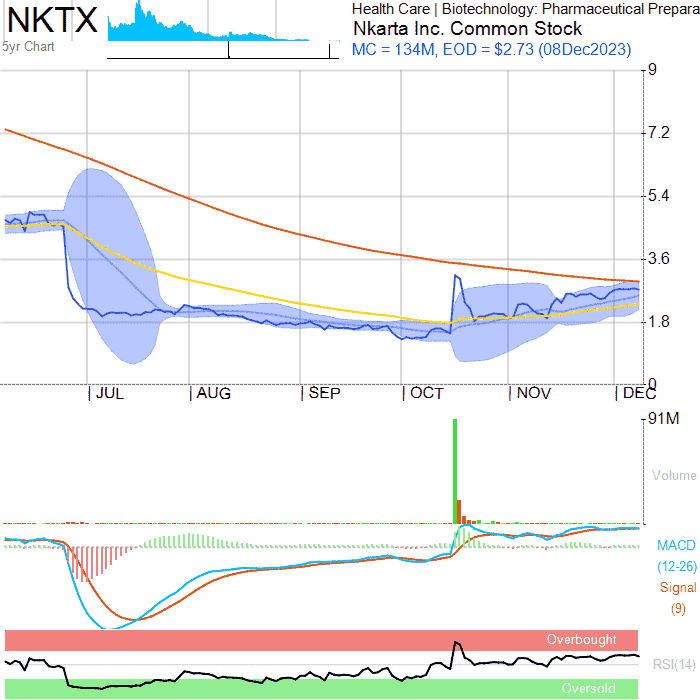 NKTX
5yr Chart
Health Care | Biotechnology: Pharmaceutical Prepara
Nkarta Inc. Common Stock
MC = 134M, EOD = $2.73 (08Dec2023)
9
7.2
5.4
3.6
1.8
0
JUL
AUG
SEP
OCT
NOV
DEC
91M
Volume
MACD
(12-26)
Signal
(9)
Overbought
RSI(14)
Oversold